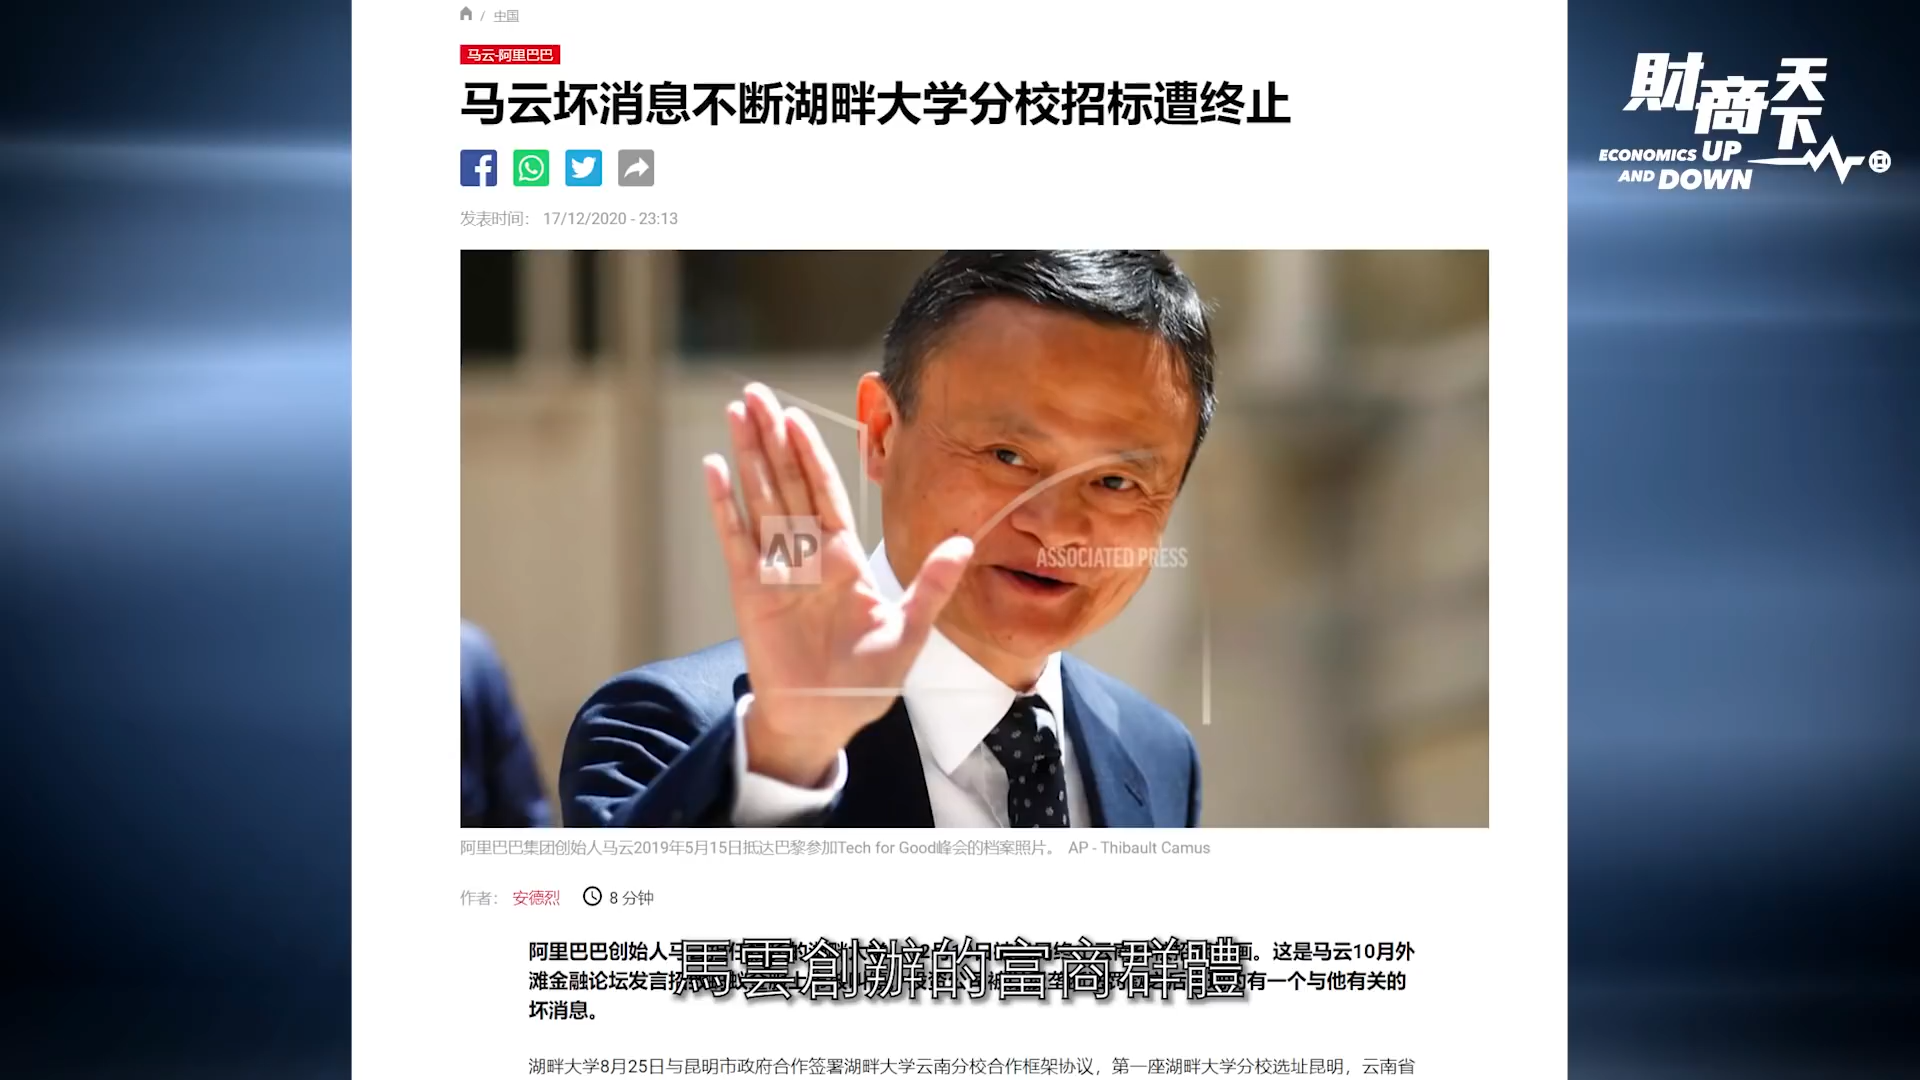 中国
财商天下
ECONOMICS UP
AND DOWN
马云-阿里巴巴
马云坏消息不断湖畔大学分校招标遭终止
发表时间: 17/12/2020 - 23:13
AP
ASSOCIATED PRESS
阿里巴巴集团创始人马云2019年5月15日抵达巴黎参加Tech for Good峰会的档案照片。 AP - Thibault Camus
作者: 安德烈 8 分钟
阿里巴巴创始人马 画。这是马云10月外
滩金融论坛发言 有一个与他有关的
坏消息。
馬雲創辦的富商群體
湖畔大学8月25日与昆明市政府合作签署湖畔大学云南分校合作框架协议，第一座湖畔大学分校选址昆明，云南省